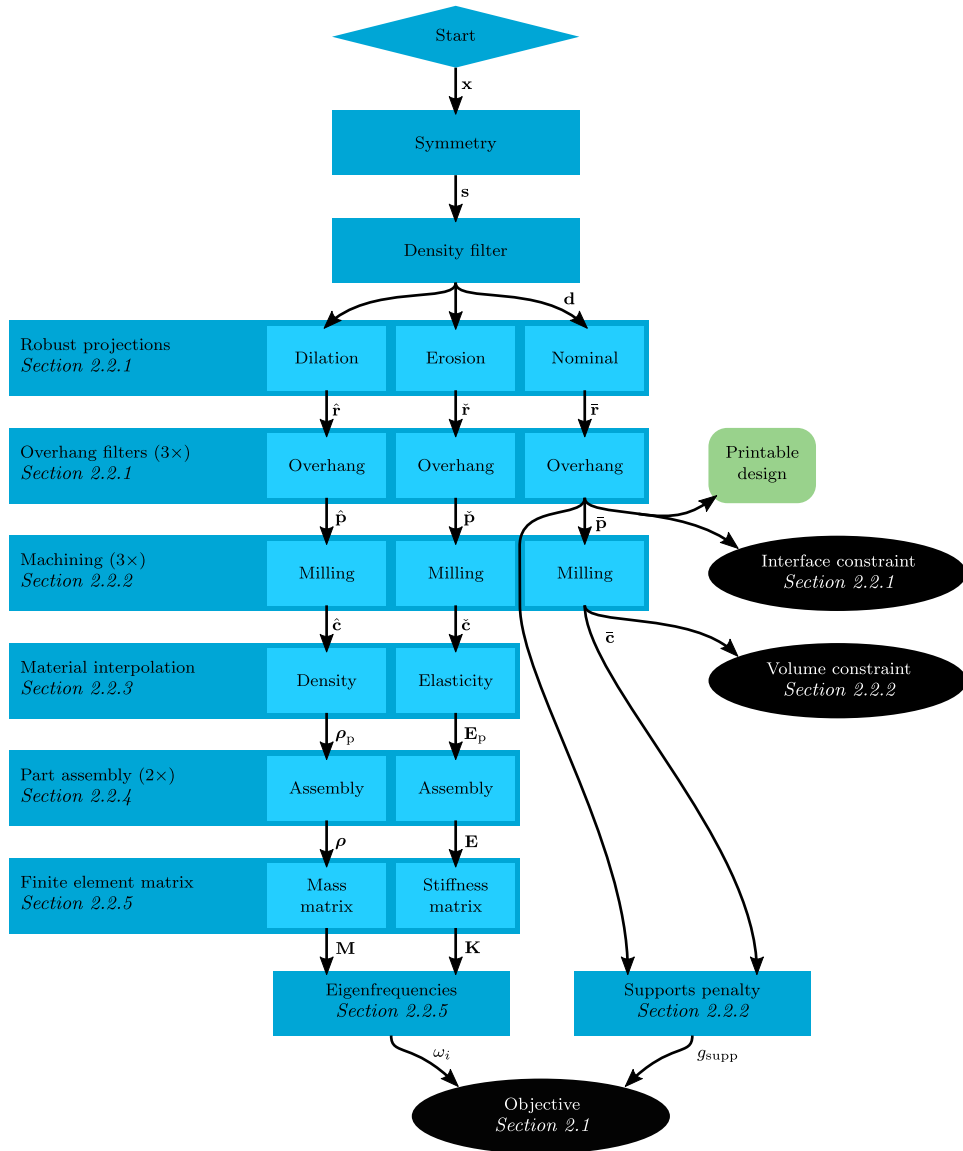 Start
x
Symmetry
s
Density filter
d
Robust projections
Section 2.2.1
Dilation
Erosion
Nominal
r̂
ř
r̄
Overhang filters (3×)
Section 2.2.1
Overhang
Overhang
Overhang
Printable
design
p̂
p̌
p̄
Machining (3×)
Section 2.2.2
Milling
Milling
Milling
Interface constraint
Section 2.2.1
ĉ
č
c̄
Material interpolation
Section 2.2.3
Density
Elasticity
Volume constraint
Section 2.2.2
ρₚ
Eₚ
Part assembly (2×)
Section 2.2.4
Assembly
Assembly
ρ
E
Finite element matrix
Section 2.2.5
Mass
matrix
Stiffness
matrix
M
K
Eigenfrequencies
Section 2.2.5
Supports penalty
Section 2.2.2
ωᵢ
g_supp
Objective
Section 2.1